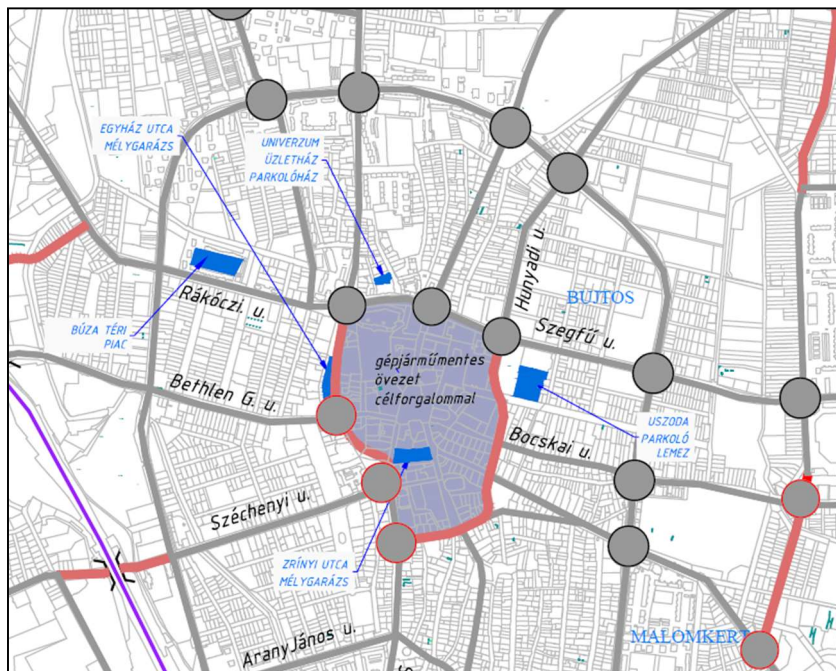 EGYHÁZ UTCA
MÉLYGARÁZS
UNIVERZUM
ÜZLETHÁZ
PARKOLÓHÁZ
Hunyadi u.
BUJTOS
Rákóczi u.
Szegfű u.
BÚZA TÉRI
PIAC
gépjárműmentes
övezet
célforgalommal
Bethlen G. u.
USZODA
PARKOLÓ
LEMEZ
Bocskai u.
Széchenyi u.
ZRÍNYI UTCA
MÉLYGARÁZS
MALOMKERT
Arany János u.